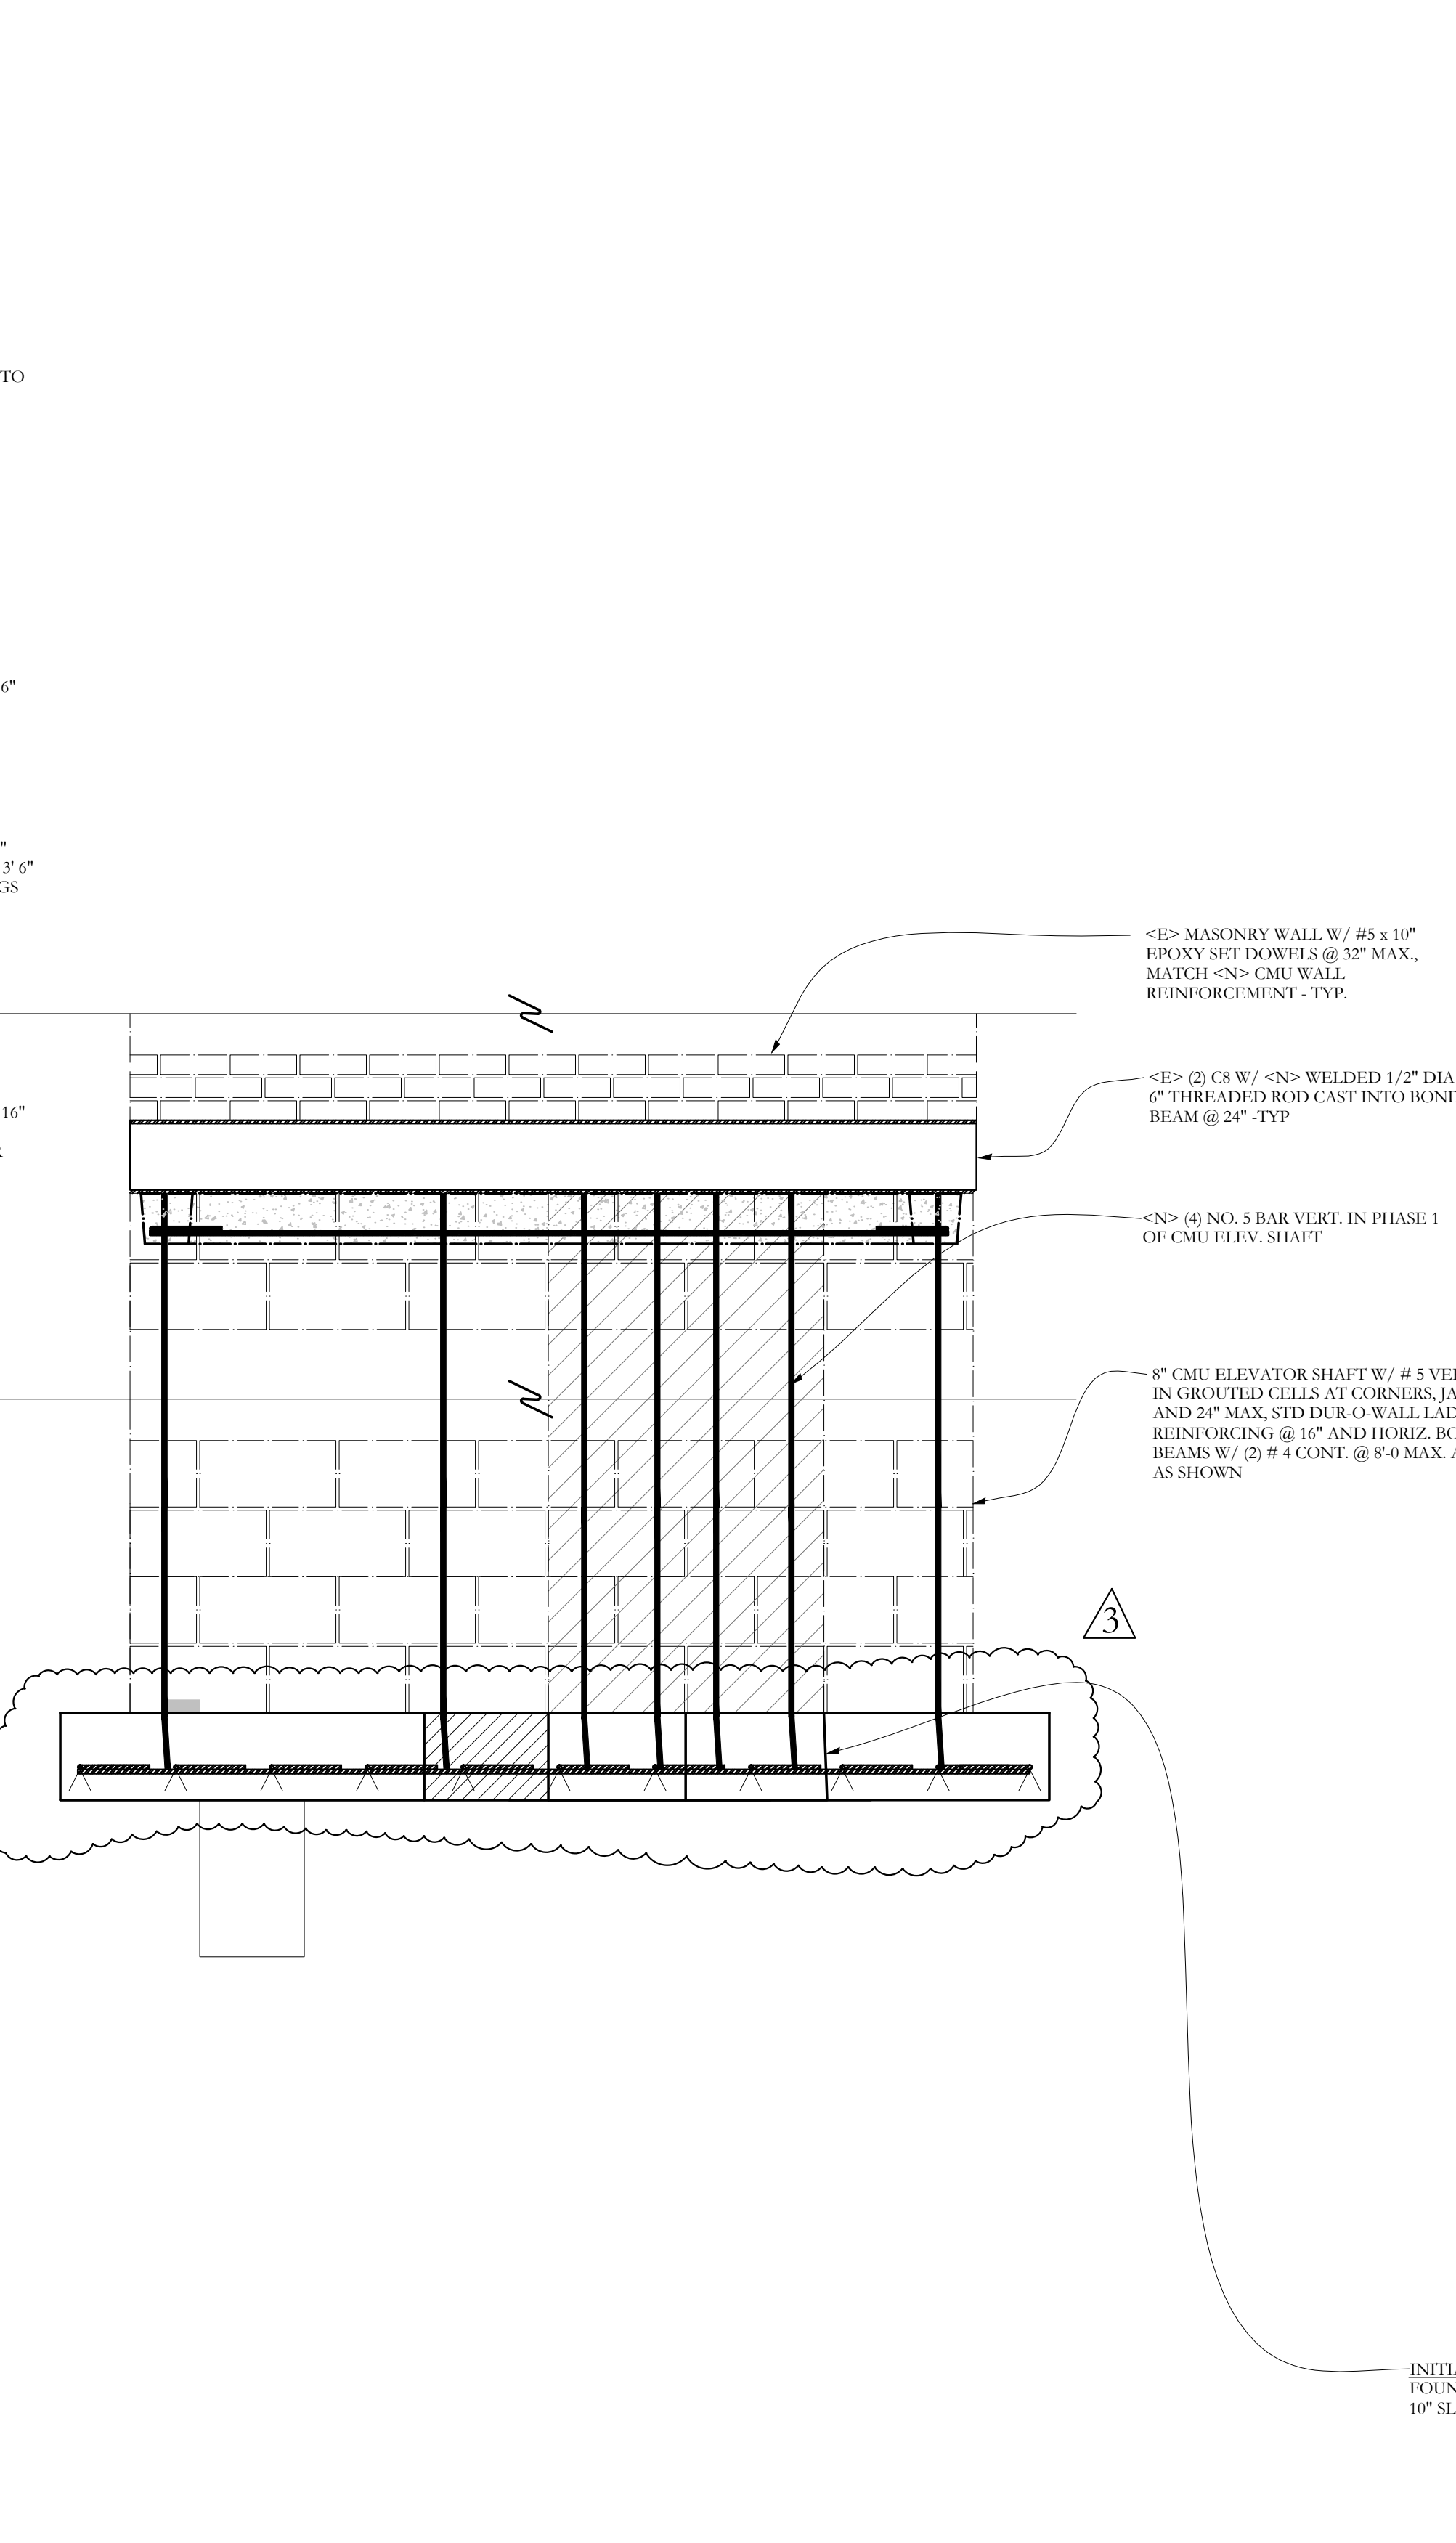 TO
6"
"
3' 6"
GS
16"
R
<E> MASONRY WALL W/ #5 x 10"
EPOXY SET DOWELS @ 32" MAX.,
MATCH <N> CMU WALL
REINFORCEMENT - TYP.
<E> (2) C8 W/ <N> WELDED 1/2" DIA
6" THREADED ROD CAST INTO BOND
BEAM @ 24" -TYP
<N> (4) NO. 5 BAR VERT. IN PHASE 1
OF CMU ELEV. SHAFT
8" CMU ELEVATOR SHAFT W/ # 5 VE
IN GROUTED CELLS AT CORNERS, JA
AND 24" MAX, STD DUR-O-WALL LAD
REINFORCING @ 16" AND HORIZ. BO
BEAMS W/ (2) # 4 CONT. @ 8'-0 MAX. A
AS SHOWN
3
INITI
FOUN
10" SL